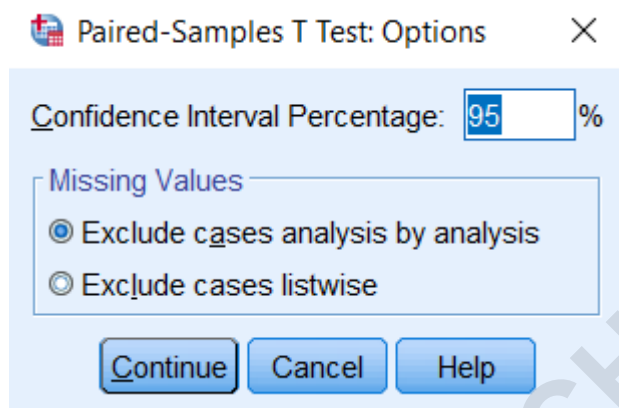 Paired-Samples T Test: Options
Confidence Interval Percentage: 95 %
Missing Values
Exclude cases analysis by analysis
Exclude cases listwise
Continue Cancel Help